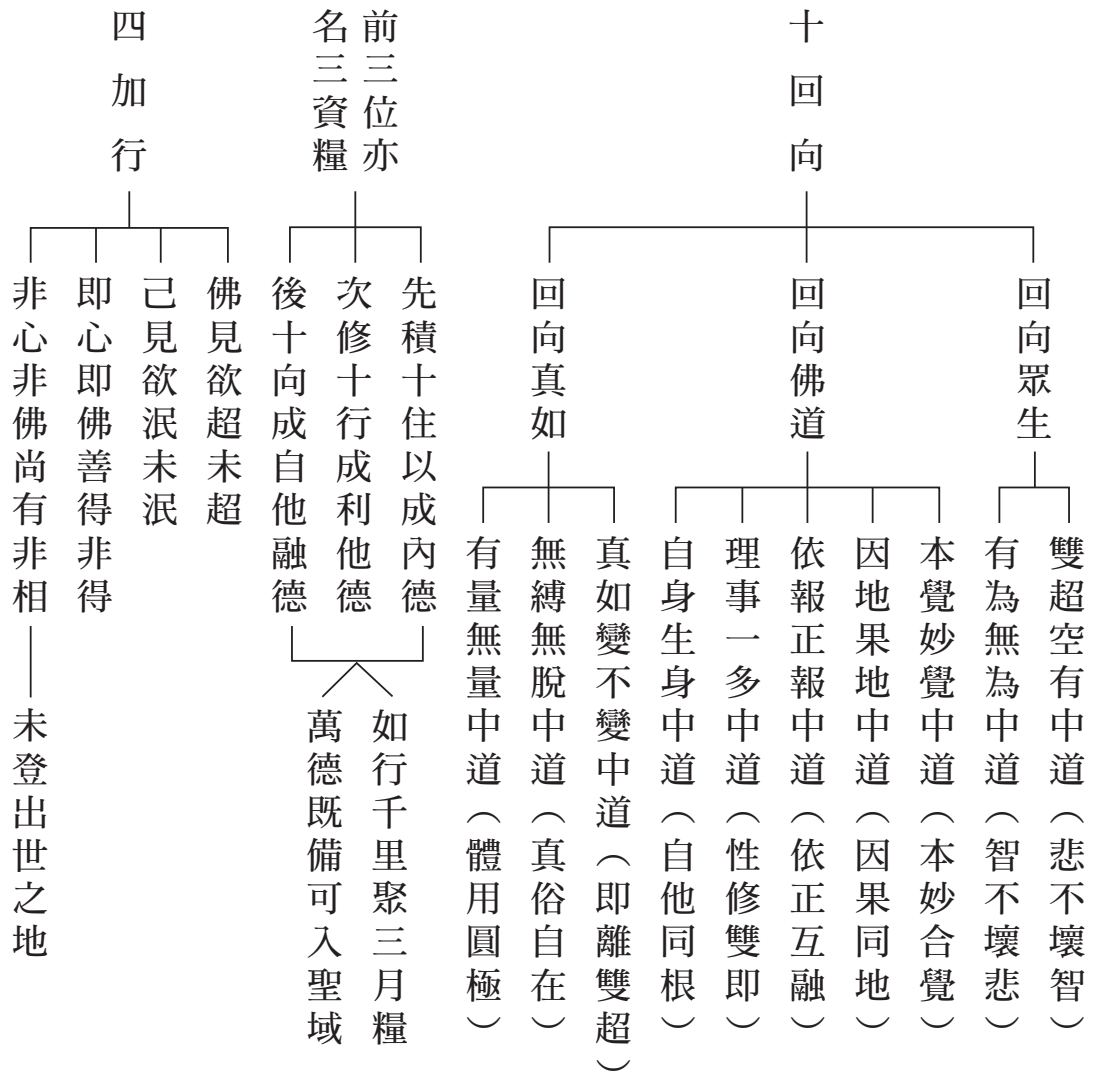 十回向
回向眾生
雙超空有中道（悲不壞智）
有為無為中道（智不壞悲）
回向佛道
本覺妙覺中道（本妙合覺）
因地果地中道（因果同地）
依報正報中道（依正互融）
理事一多中道（性修雙即）
自身生身中道（自他同根）
回向真如
真如變不變中道（即離雙超）
無縛無脫中道（真俗自在）
有量無量中道（體用圓極）
前三位亦
名三資糧
先積十住以成內德
次修十行成利他德
後十向成自他融德
如行千里聚三月糧
萬德既備可入聖域
四加行
佛見欲超未超
己見欲泯未泯
即心即佛善得非得
非心非佛尚有非相
未登出世之地